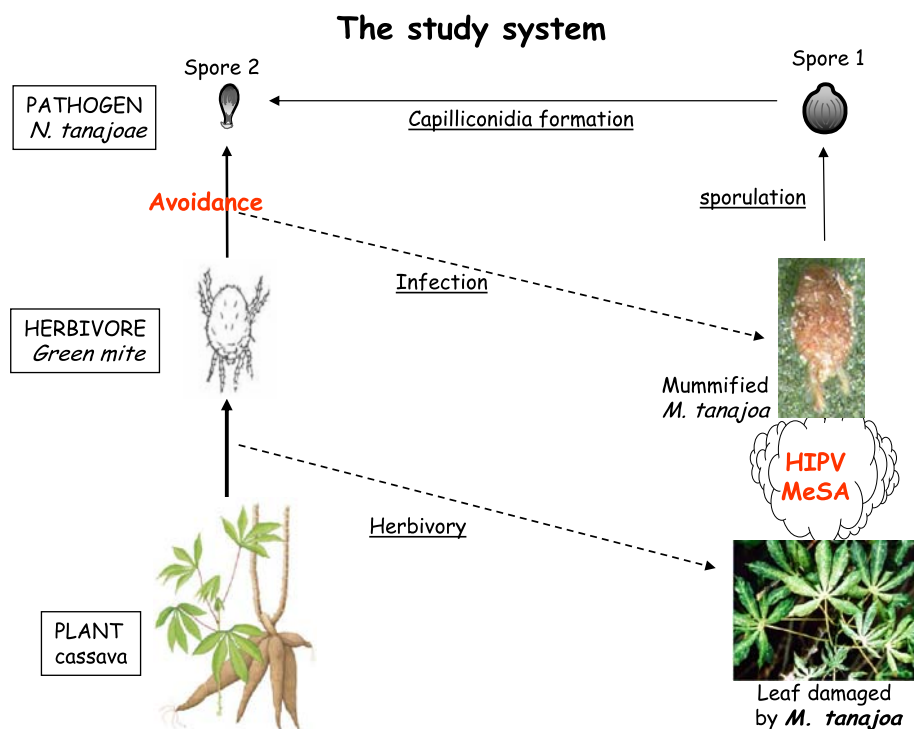 The study system
Spore 2
Spore 1
PATHOGEN
N. tanajoae
Capilliconidia formation
Avoidance
sporulation
Infection
HERBIVORE
Green mite
Mummified
M. tanajoa
HIPV
MeSA
Herbivory
PLANT
cassava
Leaf damaged
by M. tanajoa